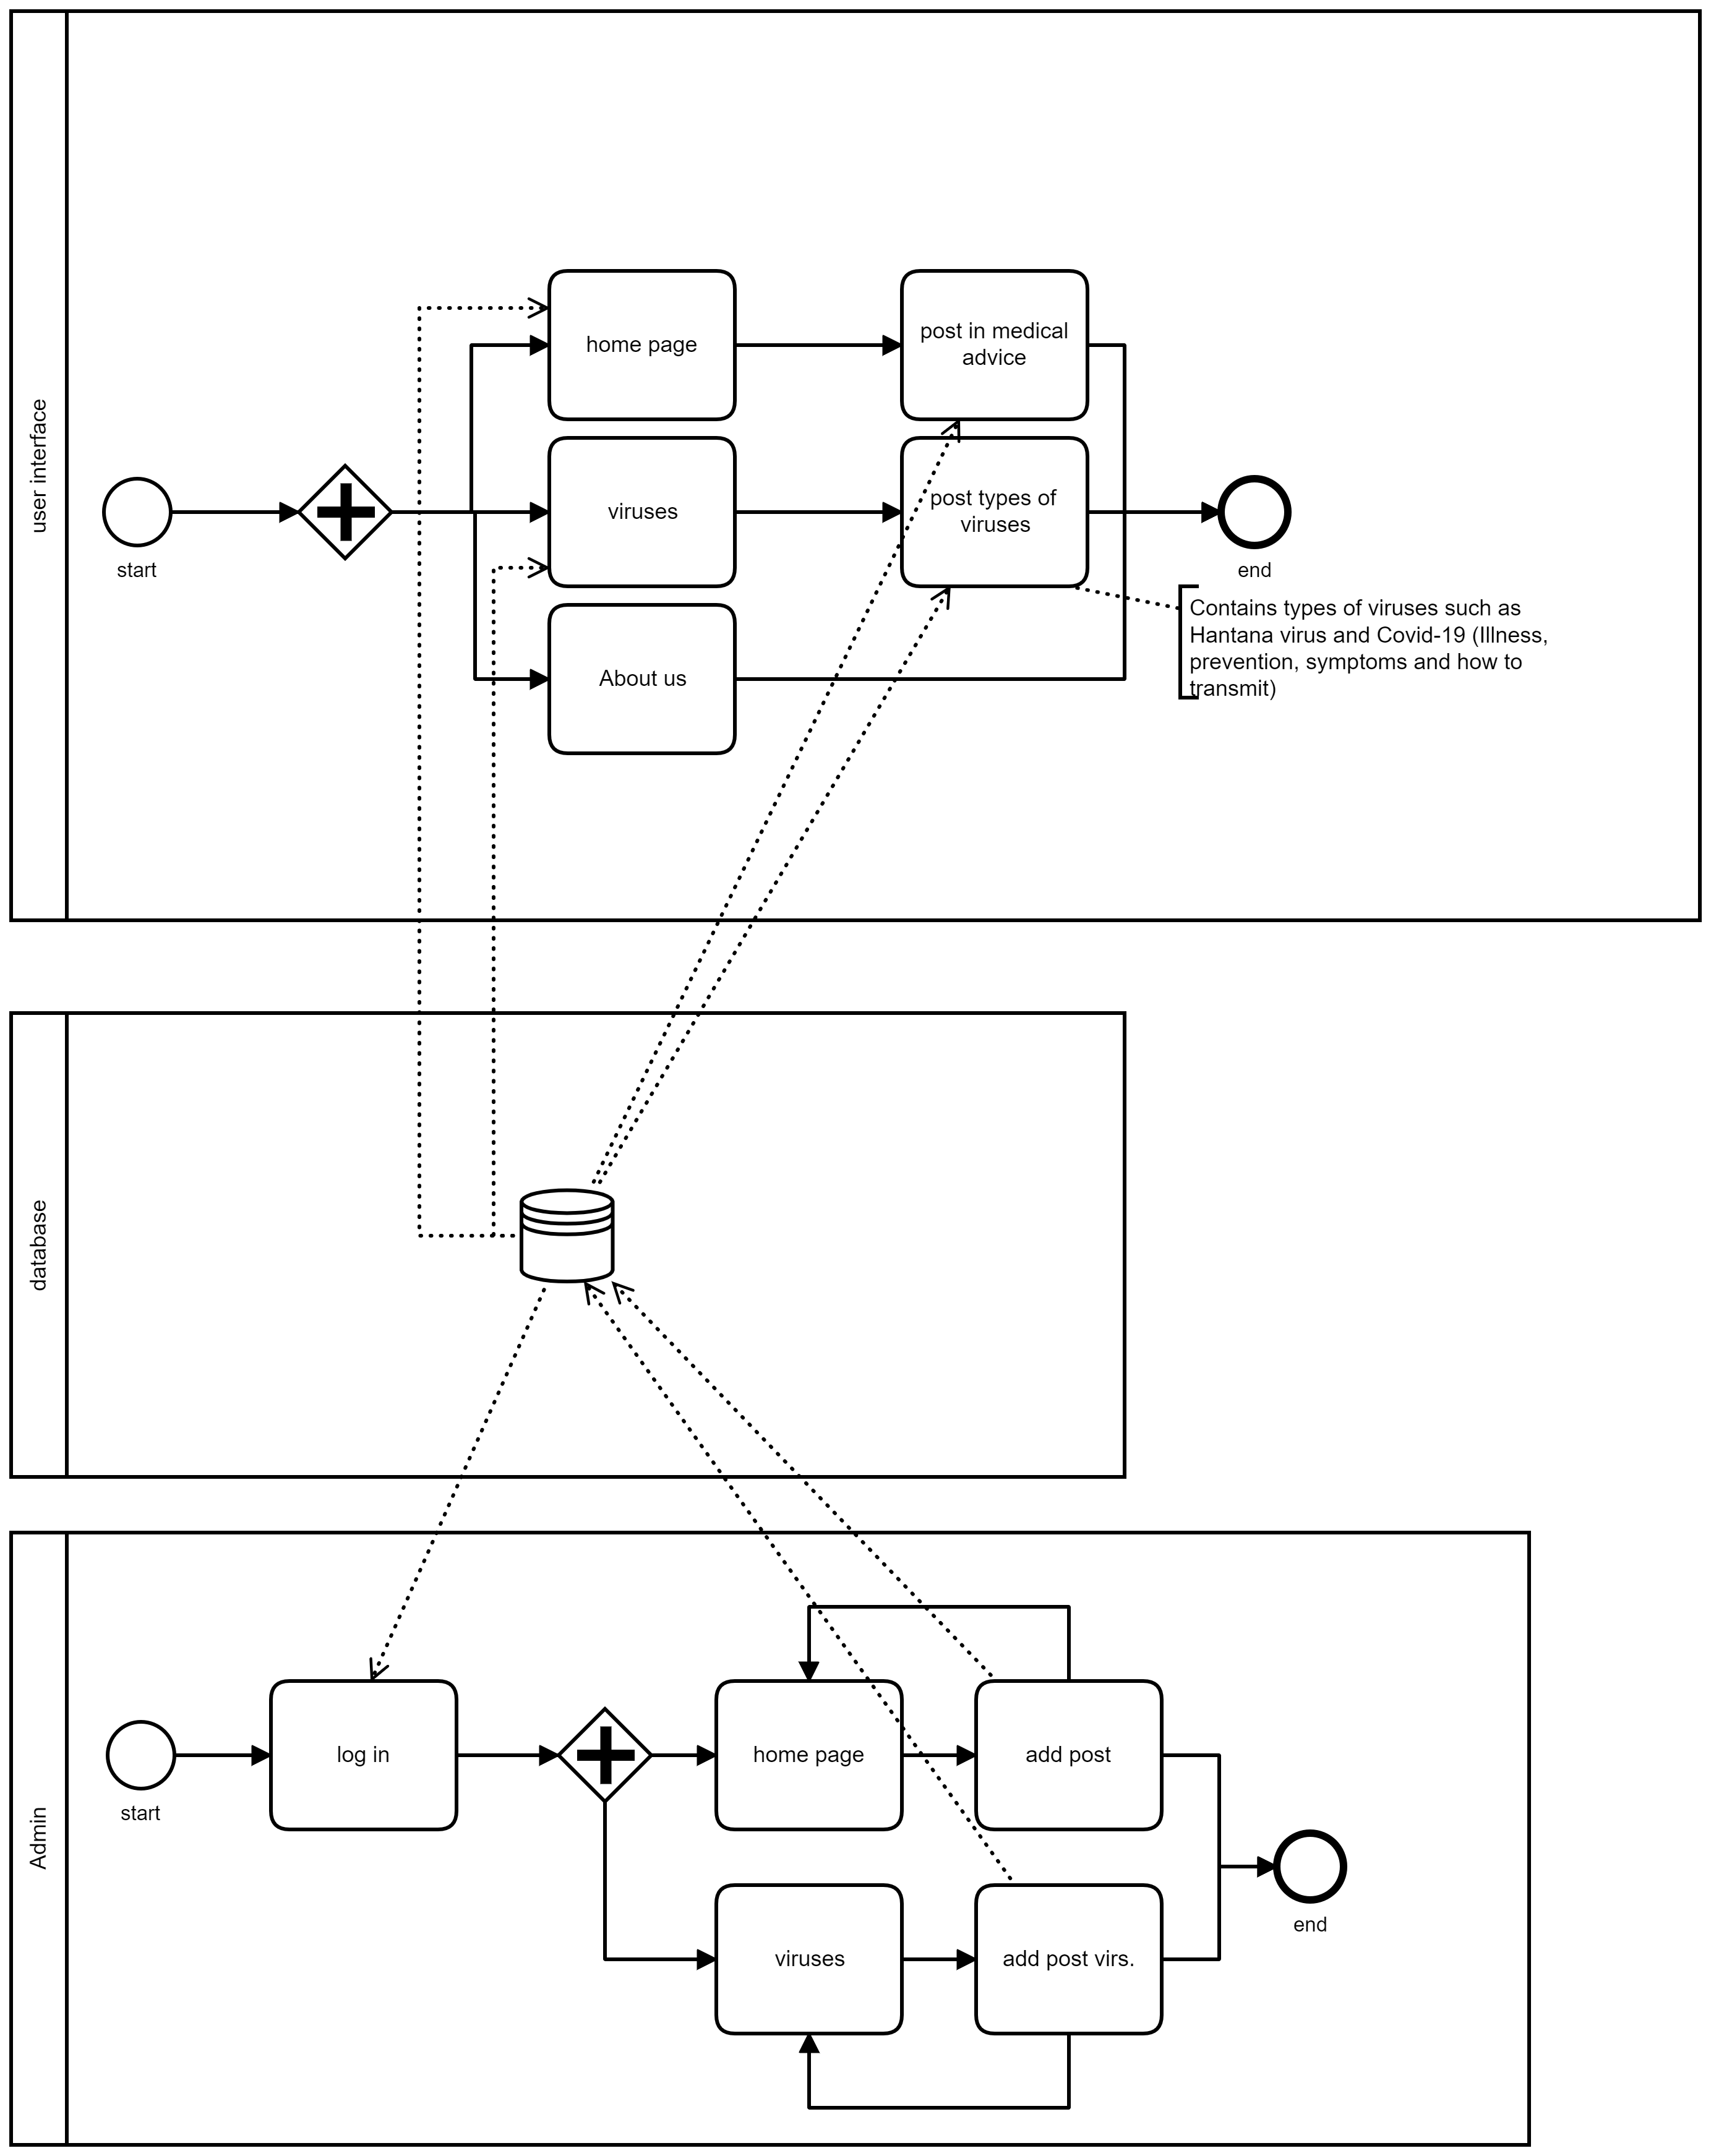 user interface
home page
post in medical
advice
start
viruses
post types of
viruses
end
Contains types of viruses such as
Hantana virus and Covid-19 (Illness,
prevention, symptoms and how to
transmit)
About us
database
Admin
start
log in
home page
add post
end
viruses
add post virs.